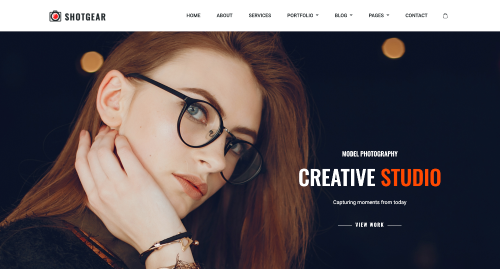 SHOTGEAR
HOME ABOUT SERVICES PORTFOLIO BLOG PAGES CONTACT
MODEL PHOTOGRAPHY
CREATIVE STUDIO
Capturing moments from today
VIEW WORK